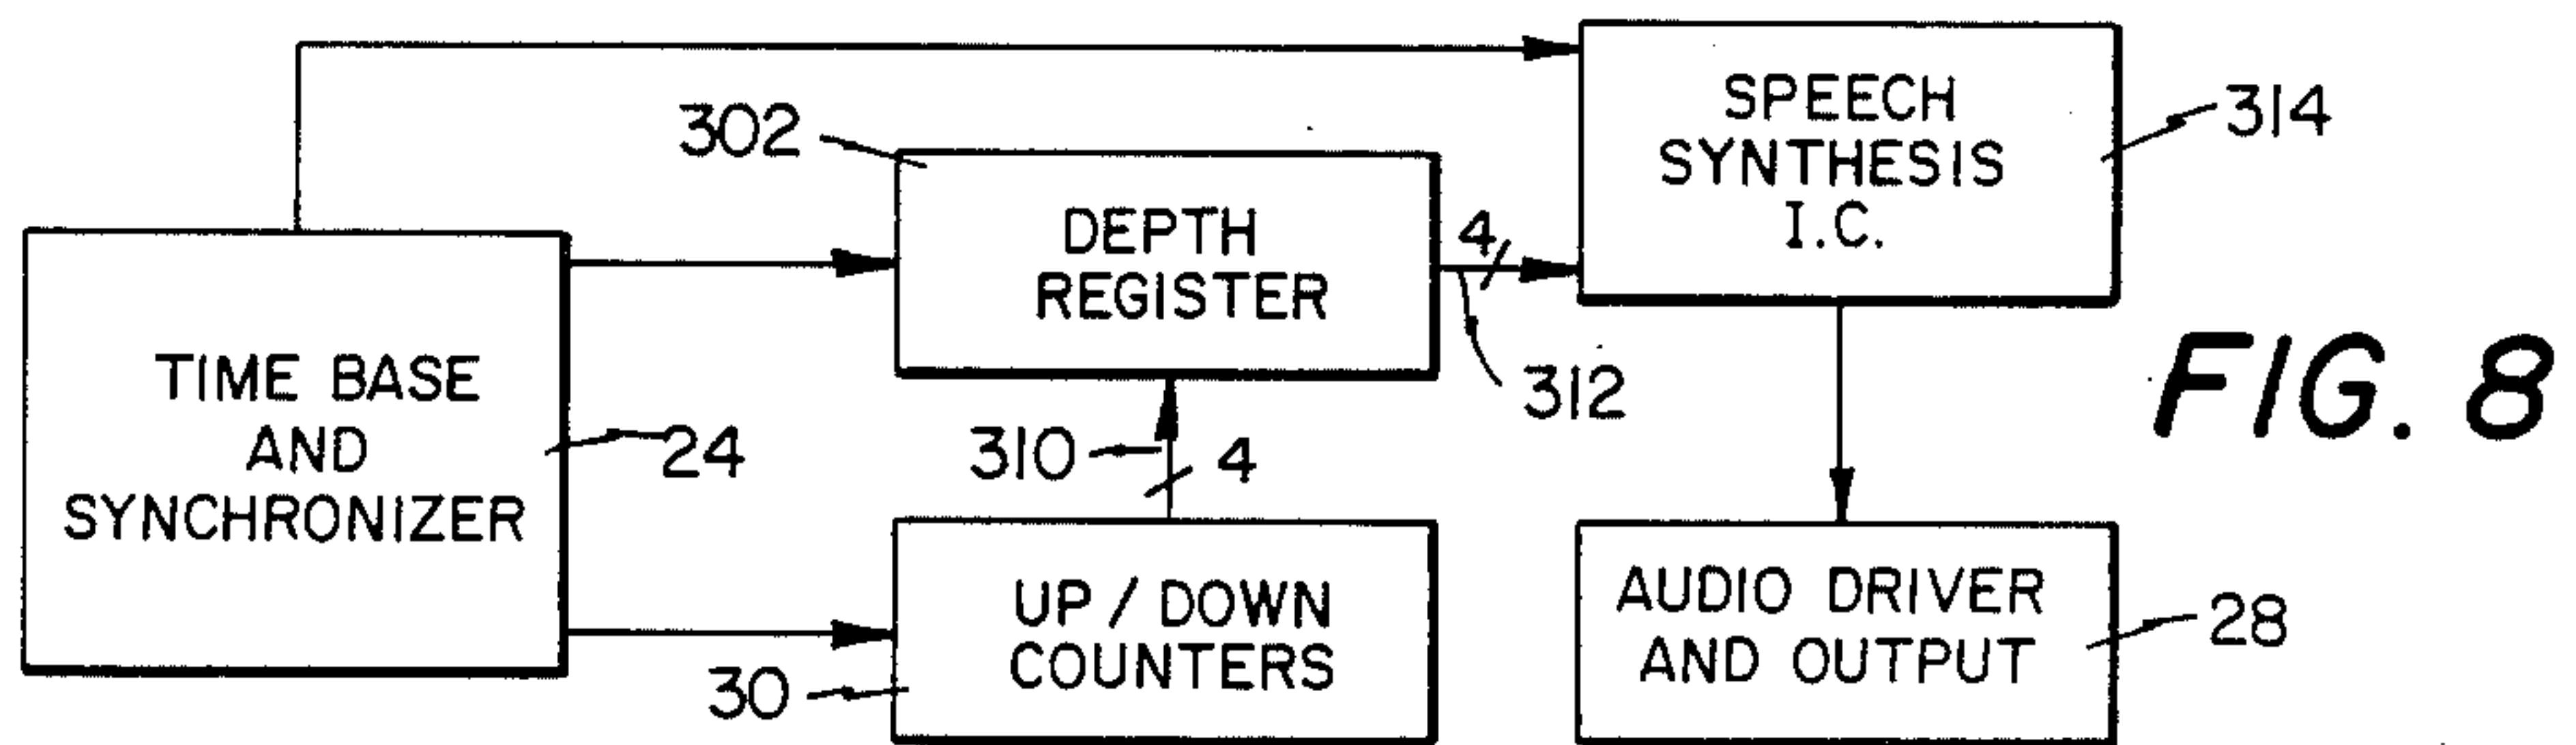 TIME BASE
AND
SYNCHRONIZER
24
302
DEPTH
REGISTER
4
312
310
4
UP / DOWN
COUNTERS
30
SPEECH
SYNTHESIS
I.C.
314
AUDIO DRIVER
AND OUTPUT
28
FIG. 8